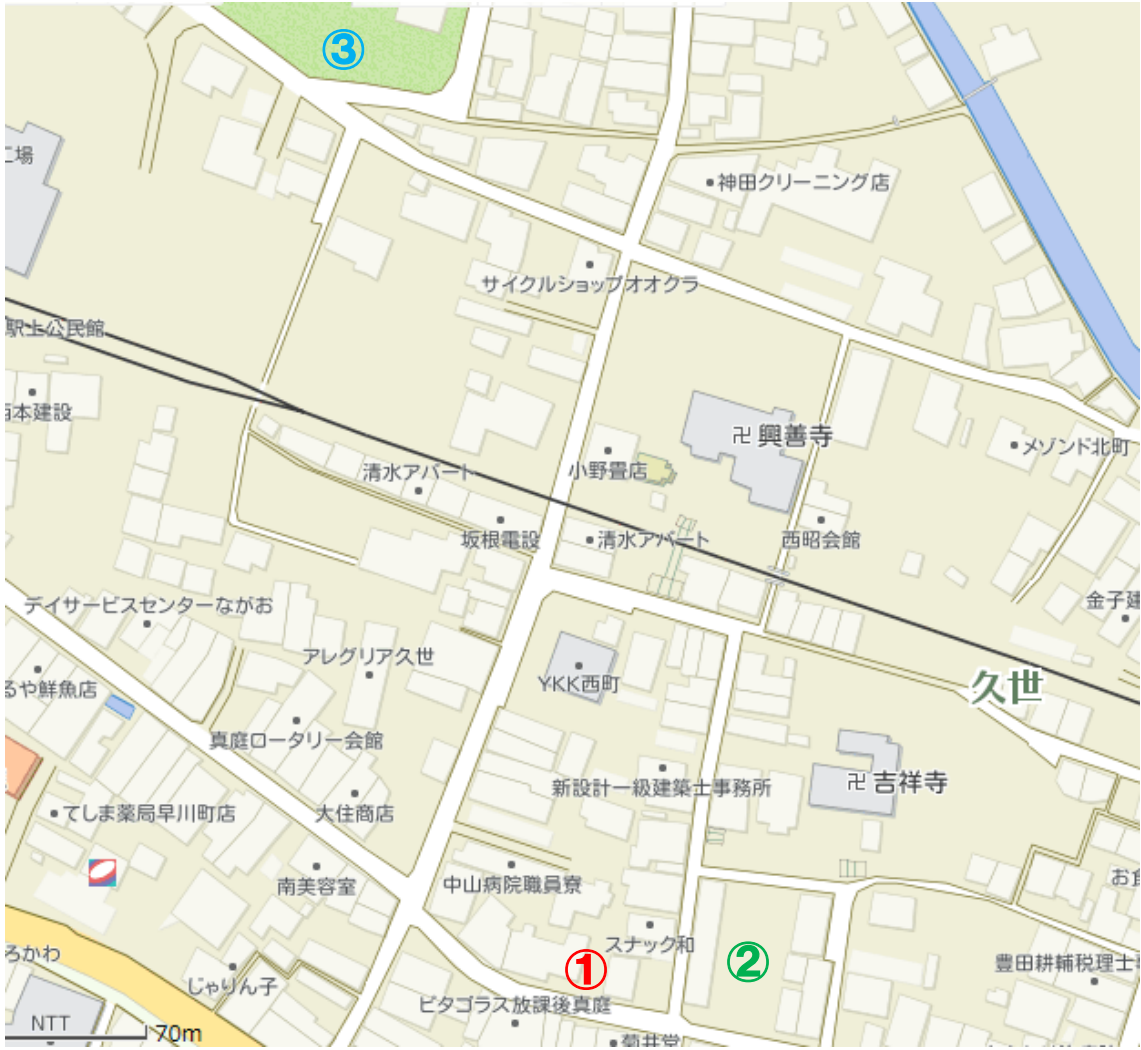 ③
二場
神田クリーニング店
サイクルショップオオクラ
駅上公民館
本建設
卍 興善寺
メゾンド北町
小野畳店
清水アパート
坂根電設
清水アパート
西昭会館
金子建
デイサービスセンターながお
アレグリア久世
YKK西町
久世
るや鮮魚店
真庭ロータリー会館
新設計一級建築士事務所
卍 吉祥寺
てしま薬局早川町店
大住商店
南美容室
中山病院職員寮
お食
スナック和
ろかわ
①
②
豊田耕輔税理士
じゃりん子
ピタゴラス放課後真庭
NTT
70m
菊井堂